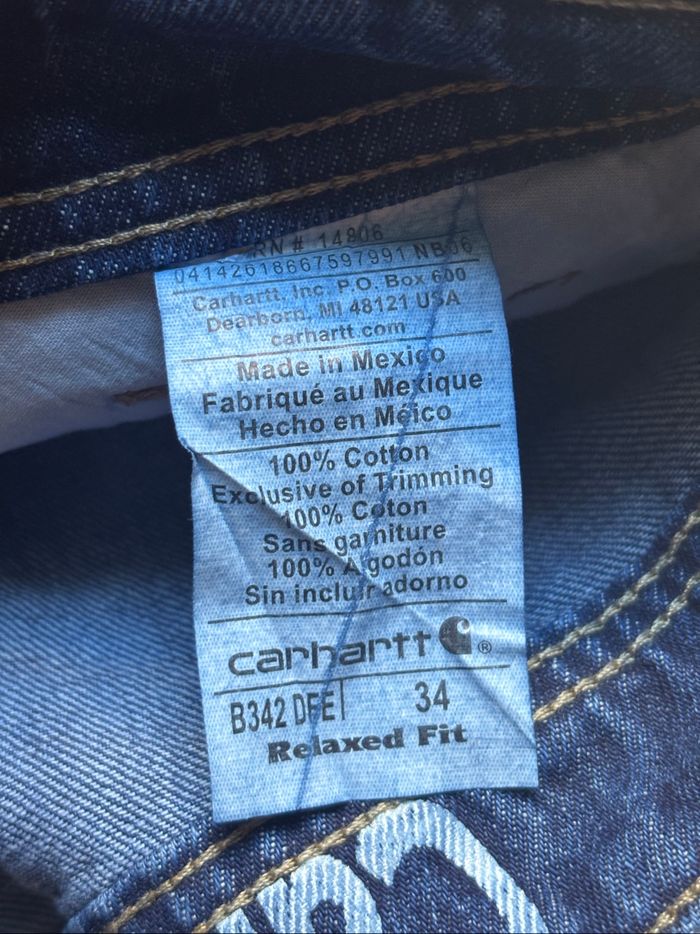 RN # 14806
04142616667597991 NB06
Carhartt, Inc. P.O. Box 600
Dearborn, MI 48121 USA
carhartt.com
Made in Mexico
Fabriqué au Mexique
Hecho en México
100% Cotton
Exclusive of Trimming
100% Coton
Sans garniture
100% Algodón
Sin incluir adorno
carhartt ®
B342 DFE 34
Relaxed Fit